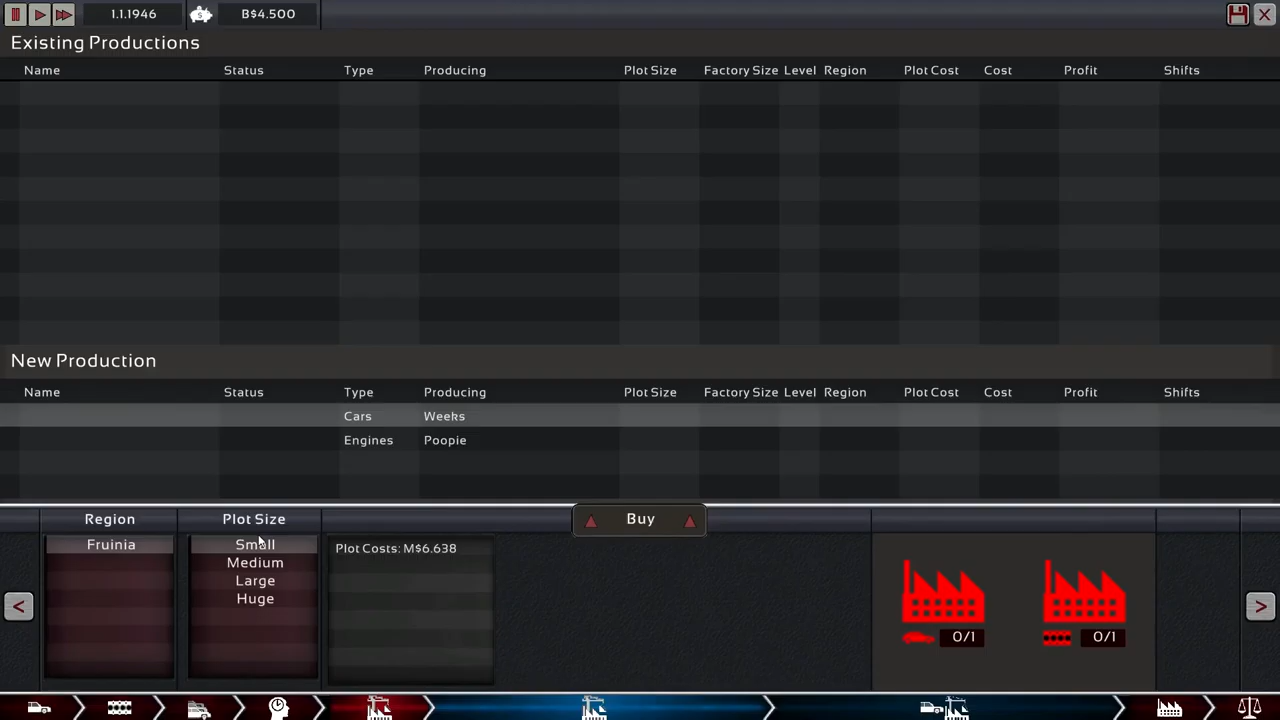 1.1.1946 B$4.500
Existing Productions
Name Status Type Producing Plot Size Factory Size Level Region Plot Cost Cost Profit Shifts
New Production
Name Status Type Producing Plot Size Factory Size Level Region Plot Cost Cost Profit Shifts
Cars Weeks
Engines Poopie
Region Plot Size Buy
Fruinia Small Plot Costs: M$6.638
Medium
Large
Huge
< >
0/1 0/1